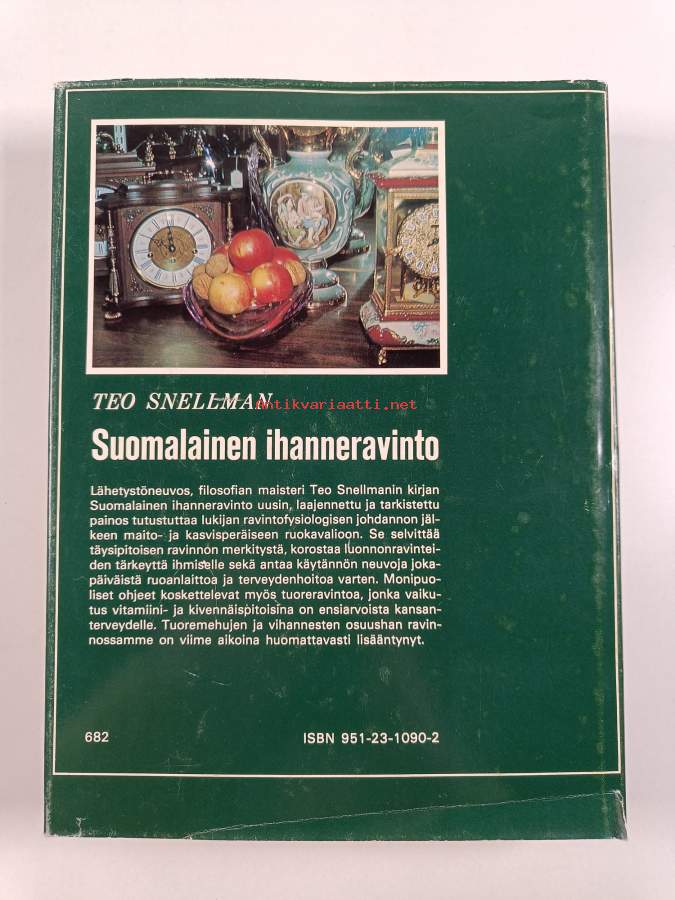 TEO SNELLMAN
antikvariaatti.net
Suomalainen ihanneravinto
Lähetystöneuvos, filosofian maisteri Teo Snellmanin kirjan
Suomalainen ihanneravinto uusin, laajennettu ja tarkistettu
painos tutustuttaa lukijan ravintofysiologisen johdannon jäl-
keen maito- ja kasvisperäiseen ruokavalioon. Se selvittää
täysipitoisen ravinnon merkitystä, korostaa luonnonravintei-
den tärkeyttä ihmiselle sekä antaa käytännön neuvoja joka-
päiväistä ruoanlaittoa ja terveydenhoitoa varten. Monipuo-
liset ohjeet koskettelevat myös tuoreravintoa, jonka vaiku-
tus vitamiini- ja kivennäispitoisina on ensiarvoista kansan-
terveydelle. Tuoremehujen ja vihannesten osuushan ravin-
nossamme on viime aikoina huomattavasti lisääntynyt.
682
ISBN 951-23-1090-2